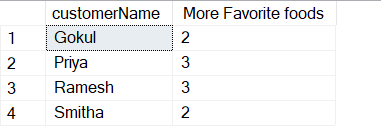 customerName More Favorite foods
1 Gokul 2
2 Priya 3
3 Ramesh 3
4 Smitha 2